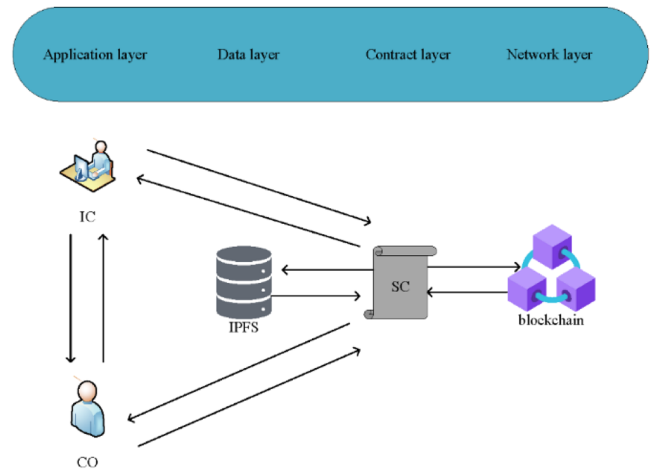 Application layer Data layer Contract layer Network layer
IC
SC
IPFS
blockchain
CO